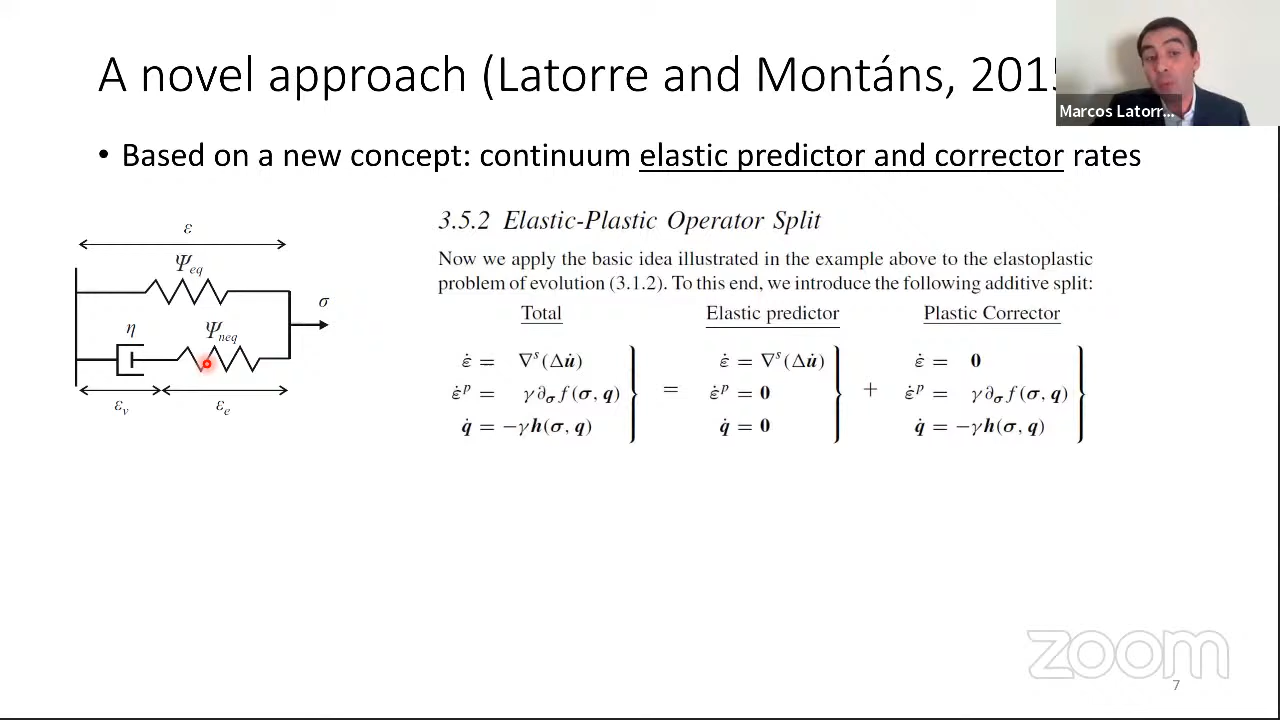 A novel approach (Latorre and Montáns, 2015
Marcos Latorr...
• Based on a new concept: continuum elastic predictor and corrector rates
ε
Ψeq
σ
η
Ψneq
εv
εe
3.5.2 Elastic-Plastic Operator Split
Now we apply the basic idea illustrated in the example above to the elastoplastic
problem of evolution (3.1.2). To this end, we introduce the following additive split:
Total Elastic predictor Plastic Corrector
ε̇ = ∇ˢ(Δu̇) ε̇ = ∇ˢ(Δu̇) ε̇ = 0
ε̇ᵖ = γ∂σ f(σ, q) = ε̇ᵖ = 0 + ε̇ᵖ = γ∂σ f(σ, q)
q̇ = −γh(σ, q) q̇ = 0 q̇ = −γh(σ, q)
zoom
7